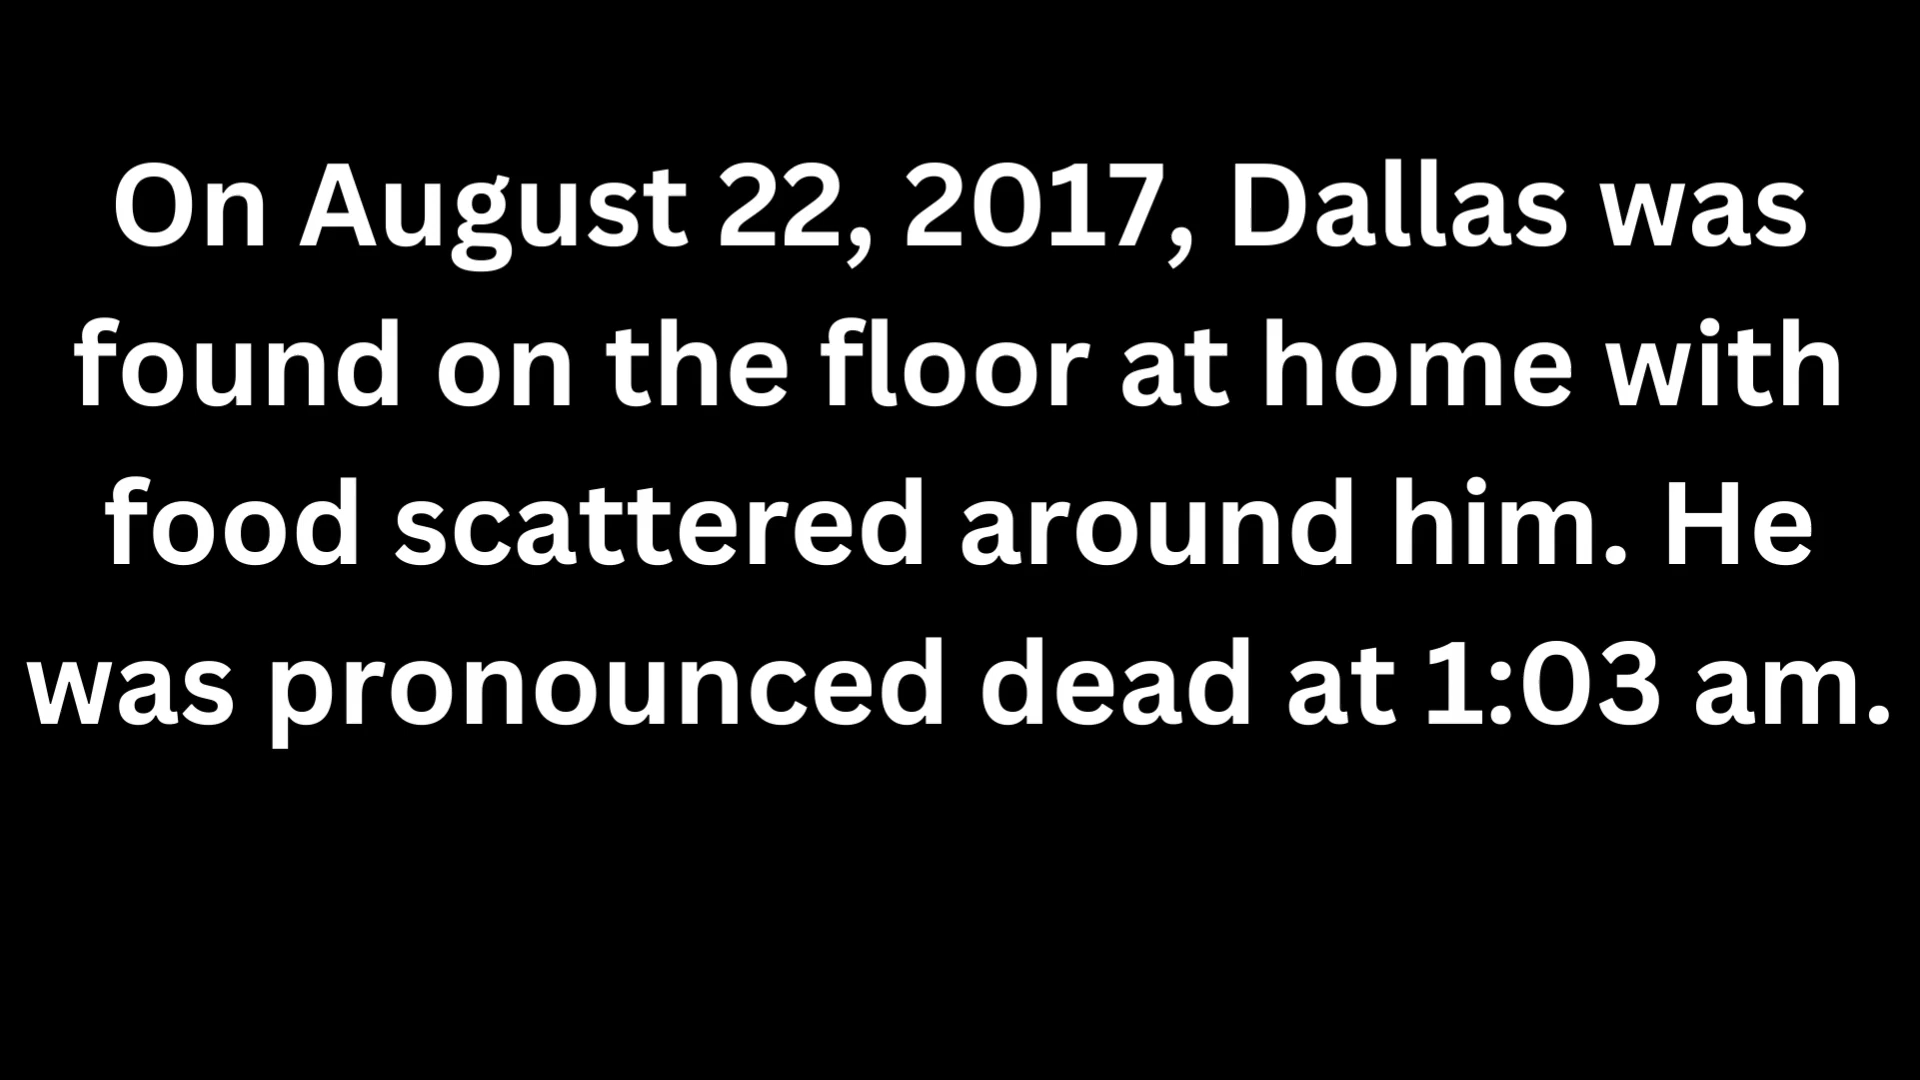 On August 22, 2017, Dallas was
found on the floor at home with
food scattered around him. He
was pronounced dead at 1:03 am.